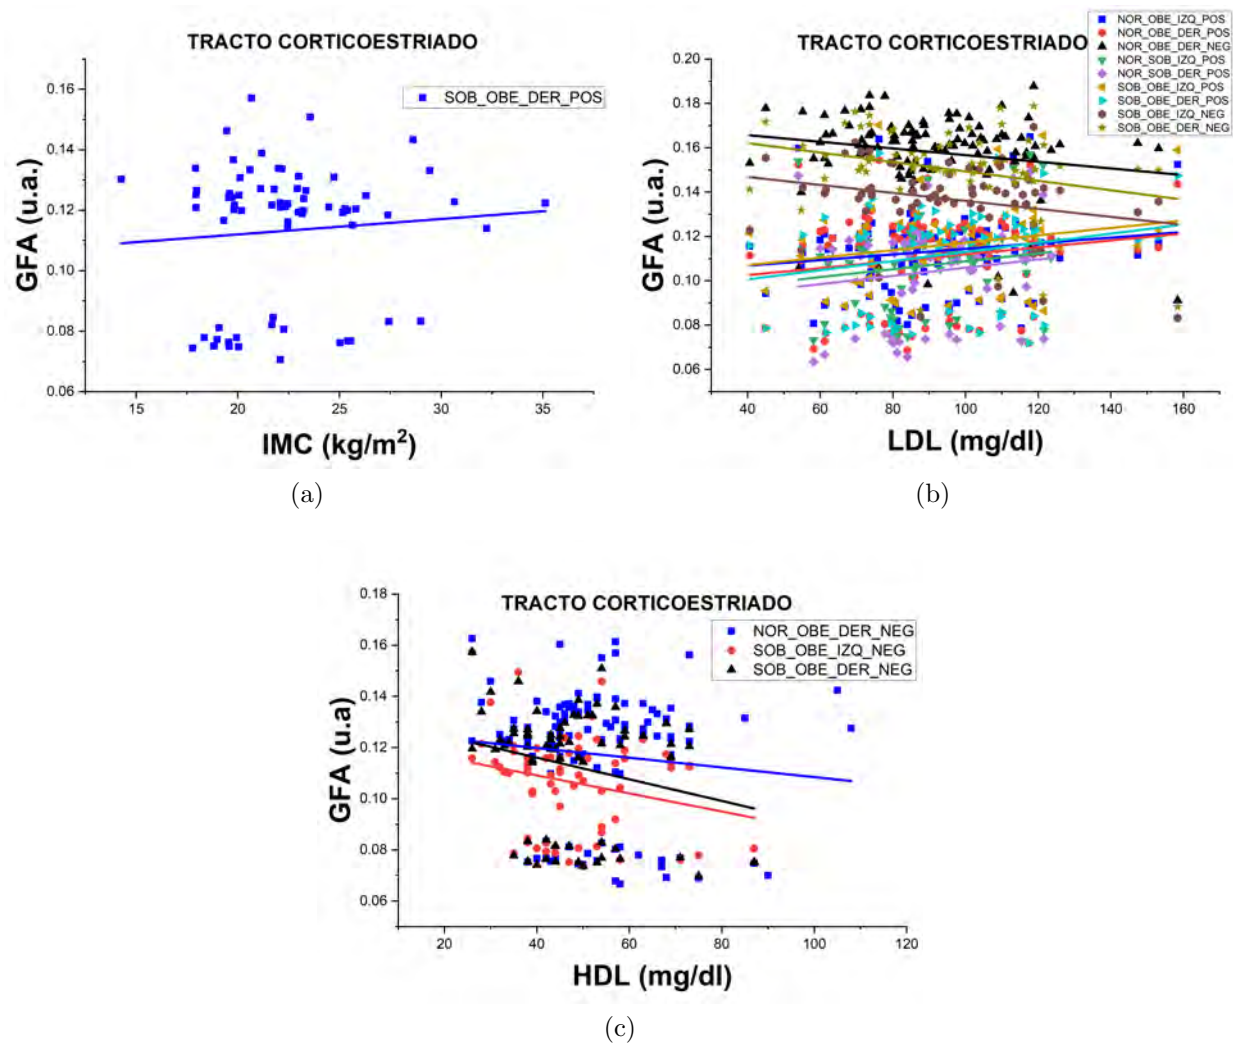 TRACTO CORTICOESTRIADO
SOB_OBE_DER_POS
0.16
0.14
0.12
0.10
0.08
0.06
GFA (u.a.)
15
20
25
30
35
IMC (kg/m²)
(a)
TRACTO CORTICOESTRIADO
NOR_OBE_IZQ_POS
NOR_OBE_DER_POS
NOR_OBE_DER_NEG
NOR_SOB_IZQ_POS
NOR_SOB_DER_POS
SOB_OBE_IZQ_POS
SOB_OBE_DER_POS
SOB_OBE_IZQ_NEG
SOB_OBE_DER_NEG
0.20
0.18
0.16
0.14
0.12
0.10
0.08
0.06
GFA (u.a.)
40
60
80
100
120
140
160
LDL (mg/dl)
(b)
TRACTO CORTICOESTRIADO
NOR_OBE_DER_NEG
SOB_OBE_IZQ_NEG
SOB_OBE_DER_NEG
0.18
0.16
0.14
0.12
0.10
0.08
0.06
GFA (u.a)
20
40
60
80
100
120
HDL (mg/dl)
(c)